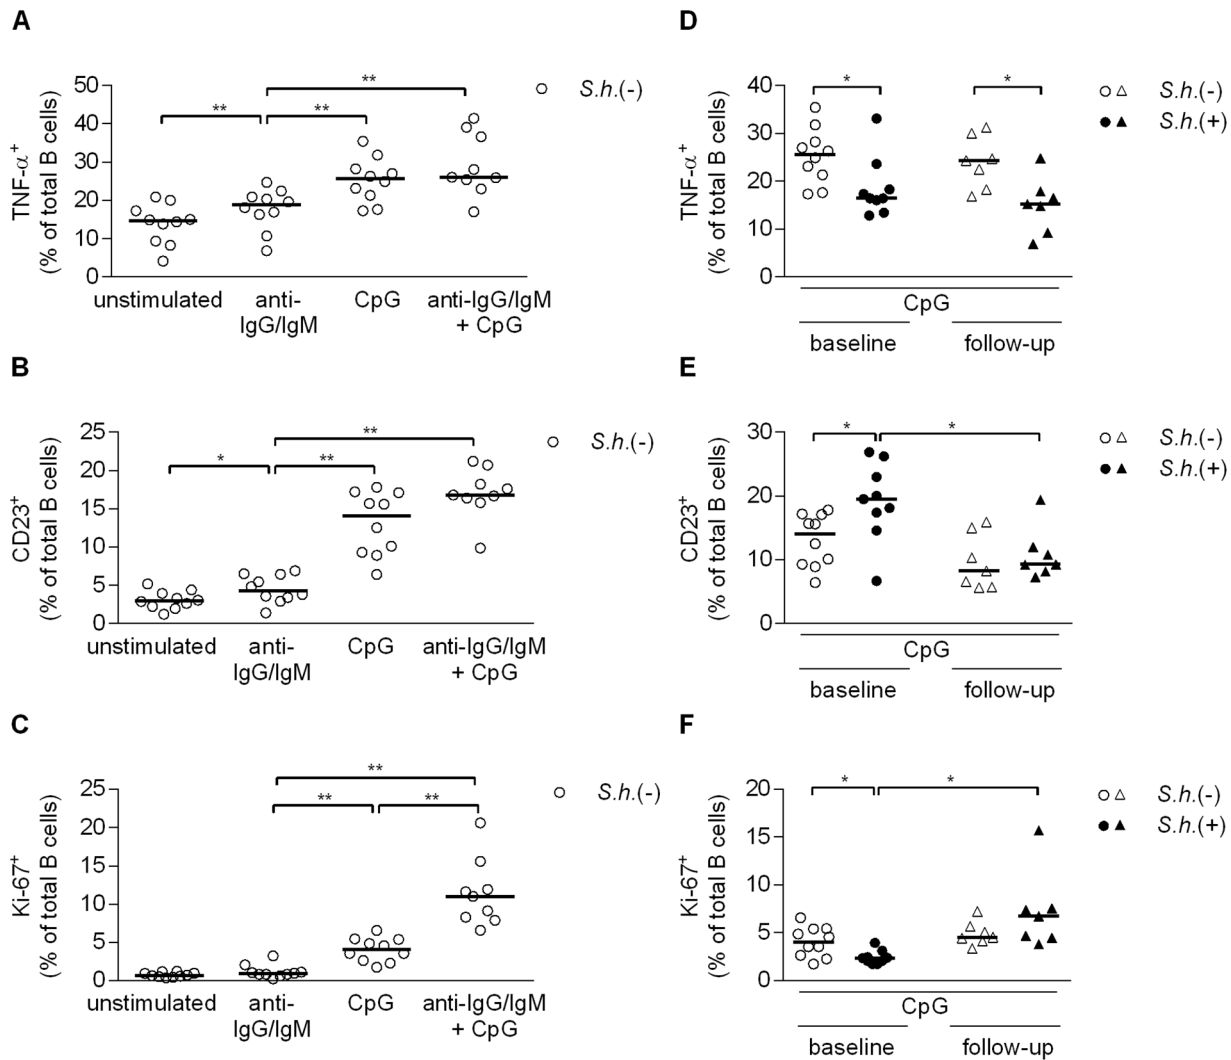 A
TNF-α+
(% of total B cells)
50
40
30
20
10
0
**
**
**
S.h.(-)
unstimulated
anti-
IgG/IgM
CpG
anti-IgG/IgM
+ CpG
D
TNF-α+
(% of total B cells)
40
30
20
10
0
*
*
S.h.(-)
S.h.(+)
CpG
baseline
follow-up
B
CD23+
(% of total B cells)
25
20
15
10
5
0
**
*
**
S.h.(-)
unstimulated
anti-
IgG/IgM
CpG
anti-IgG/IgM
+ CpG
E
CD23+
(% of total B cells)
30
20
10
0
*
*
S.h.(-)
S.h.(+)
CpG
baseline
follow-up
C
Ki-67+
(% of total B cells)
25
20
15
10
5
0
**
**
**
S.h.(-)
unstimulated
anti-
IgG/IgM
CpG
anti-IgG/IgM
+ CpG
F
Ki-67+
(% of total B cells)
20
15
10
5
0
*
*
S.h.(-)
S.h.(+)
CpG
baseline
follow-up